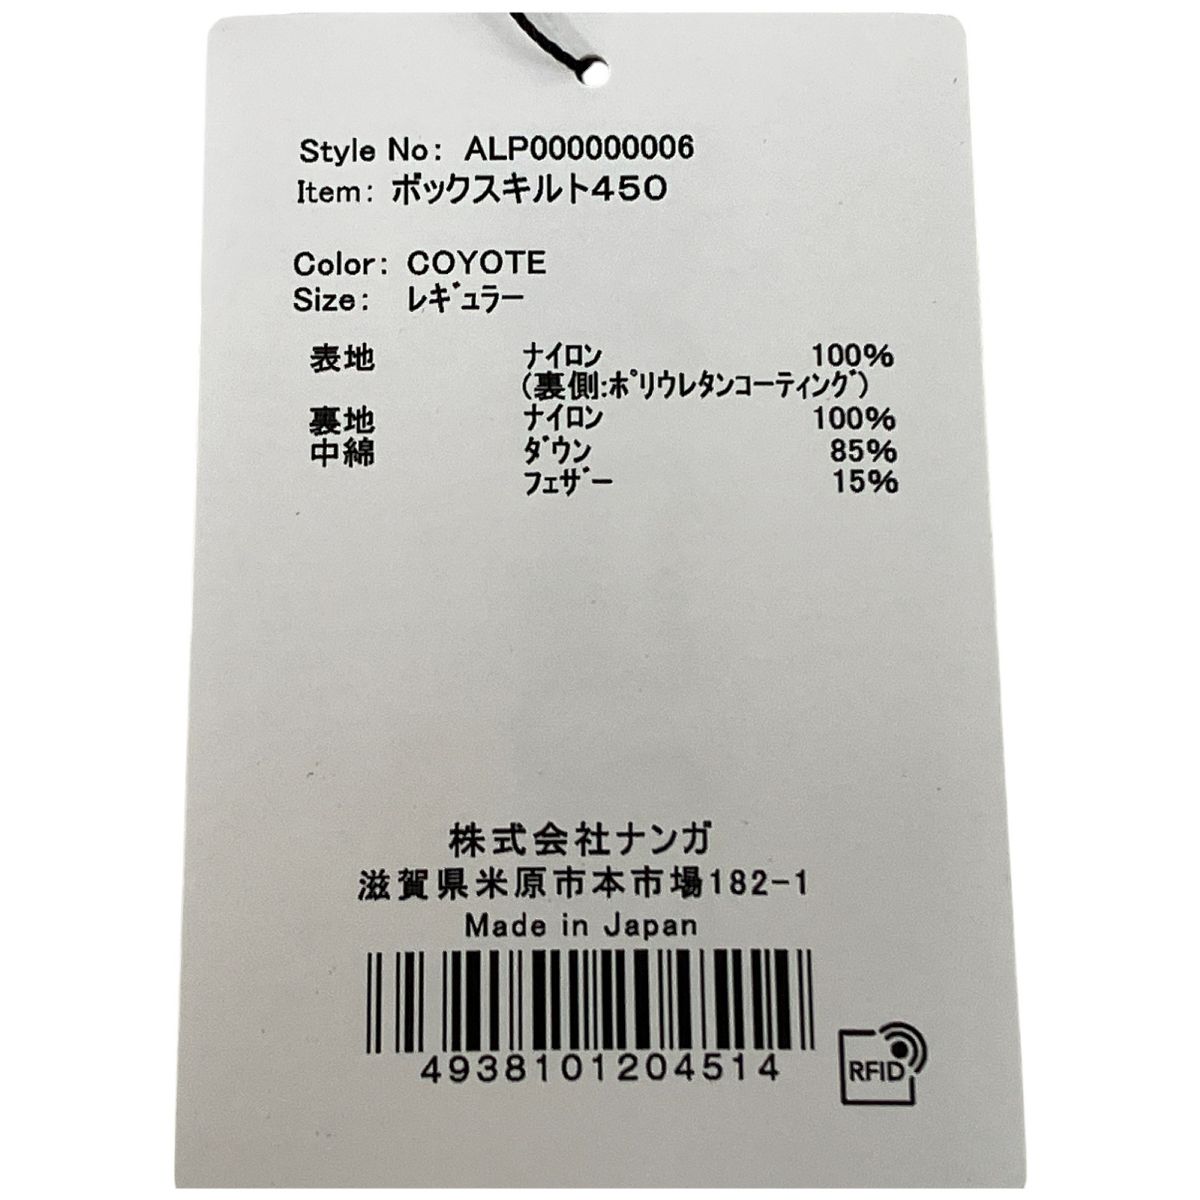 Style No: ALP000000006
Item: ボックスキルト450
Color: COYOTE
Size: レギュラー
表地 ナイロン 100%
(裏側:ポリウレタンコーティング)
裏地 ナイロン 100%
中綿 ダウン 85%
フェザー 15%
株式会社ナンガ
滋賀県米原市本市場182-1
Made in Japan
4938101204514
RFID